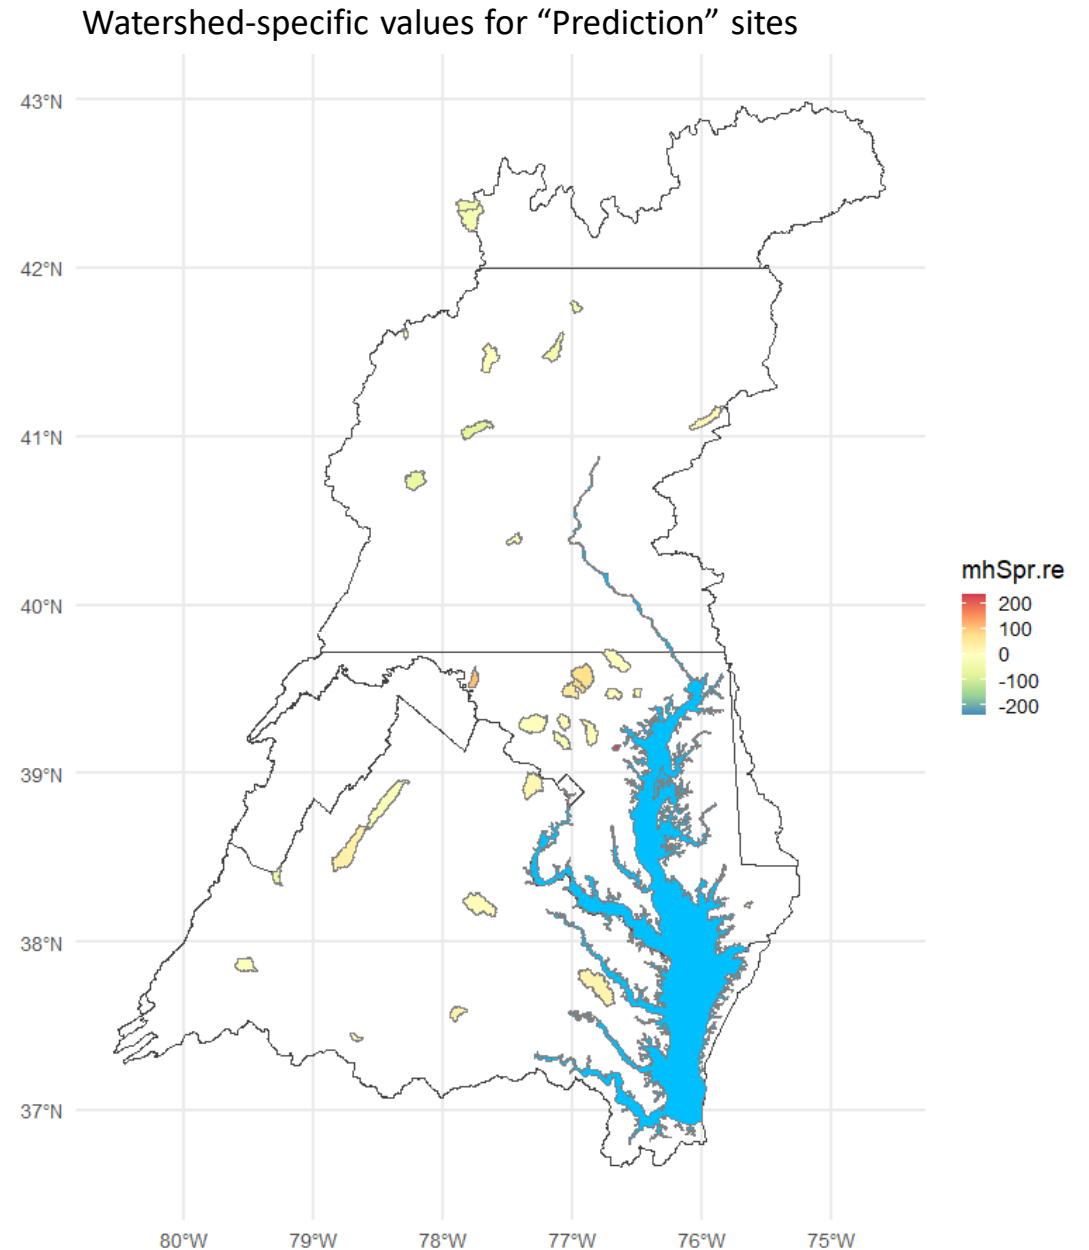 Watershed-specific values for “Prediction” sites
43°N
42°N
41°N
40°N
39°N
38°N
37°N
80°W
79°W
78°W
77°W
76°W
75°W
mhSpr.re
200
100
0
-100
-200